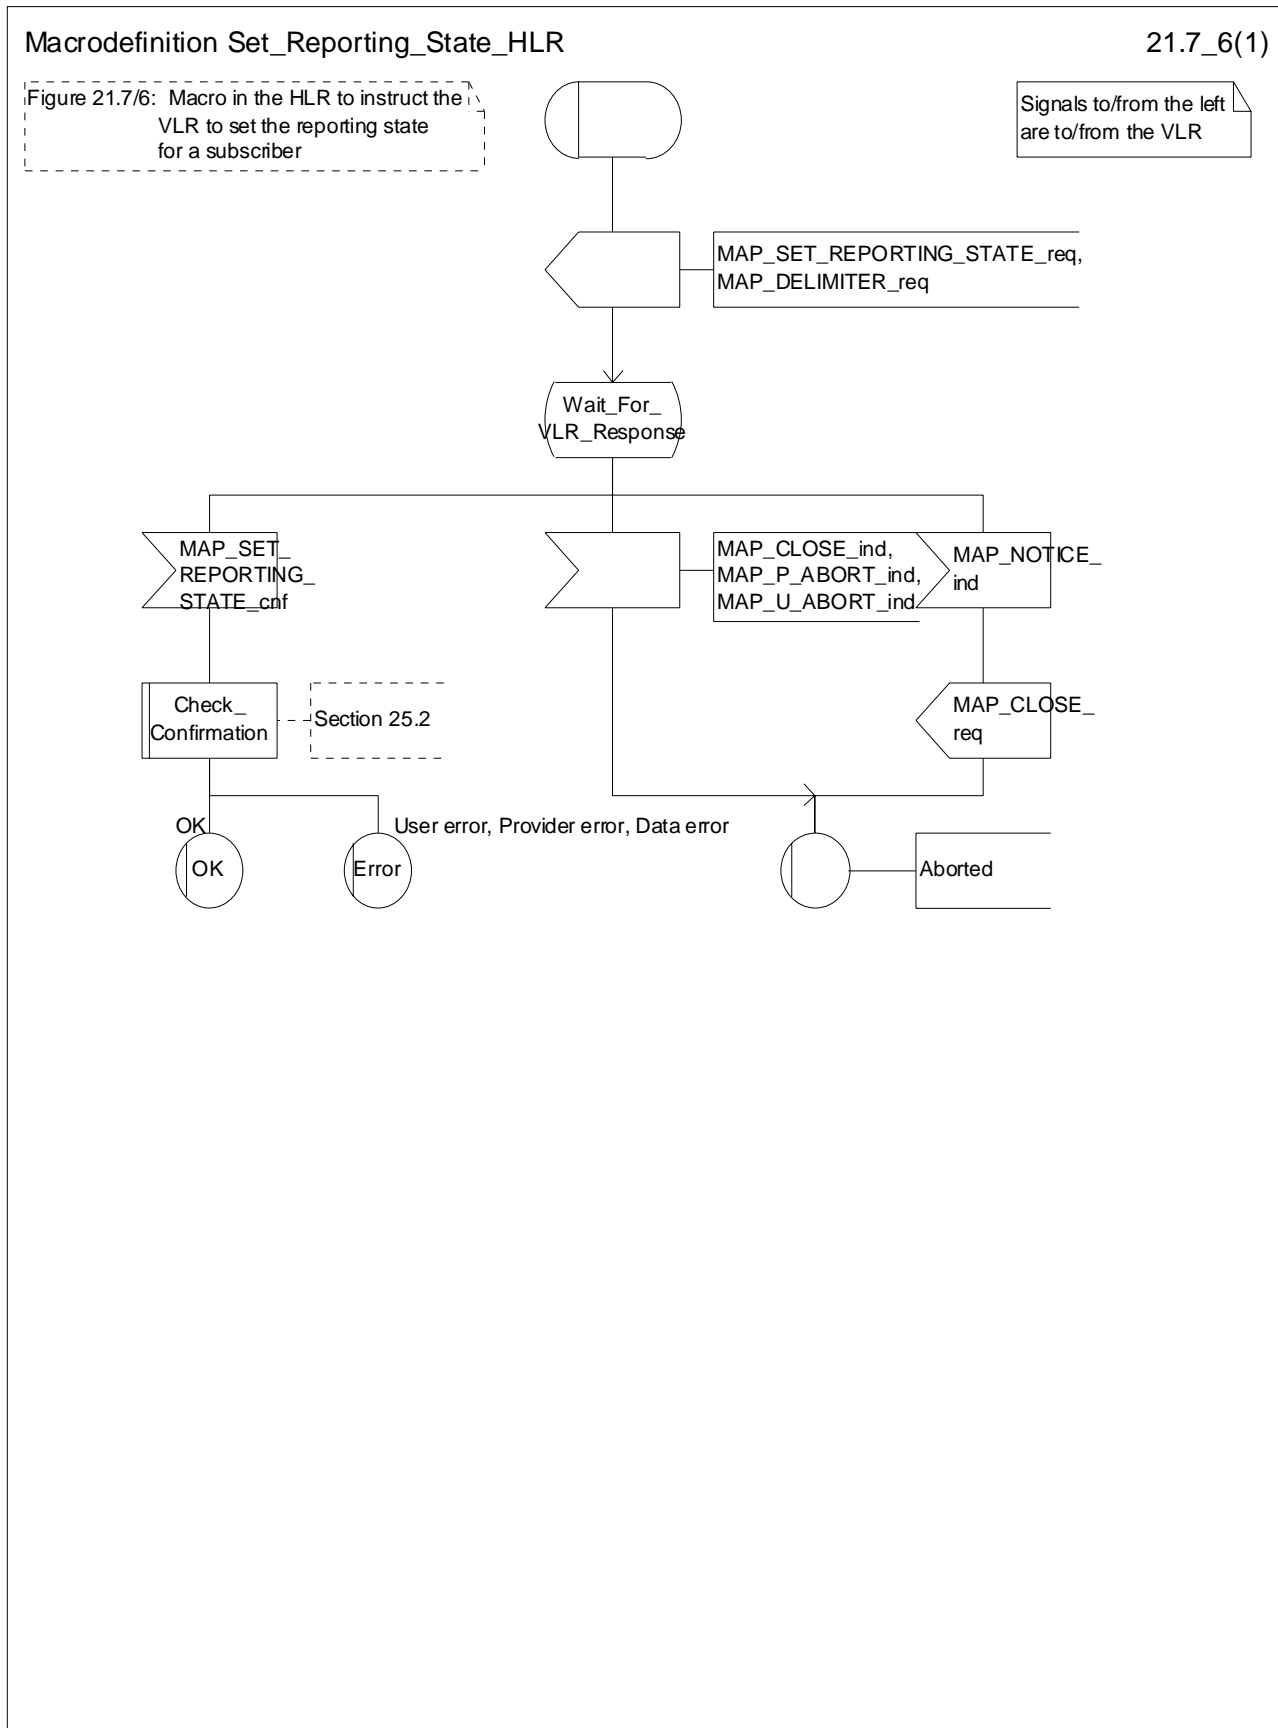 Macrodefinition Set_Reporting_State_HLR
21.7_6(1)
Figure 21.7/6: Macro in the HLR to instruct the
VLR to set the reporting state
for a subscriber
Signals to/from the left
are to/from the VLR
MAP_SET_REPORTING_STATE_req,
MAP_DELIMITER_req
Wait_For_
VLR_Response
MAP_SET_
REPORTING_
STATE_cnf
MAP_CLOSE_ind,
MAP_P_ABORT_ind,
MAP_U_ABORT_ind
MAP_NOTICE_
ind
Check_
Confirmation
Section 25.2
MAP_CLOSE_
req
OK
User error, Provider error, Data error
OK
Error
Aborted